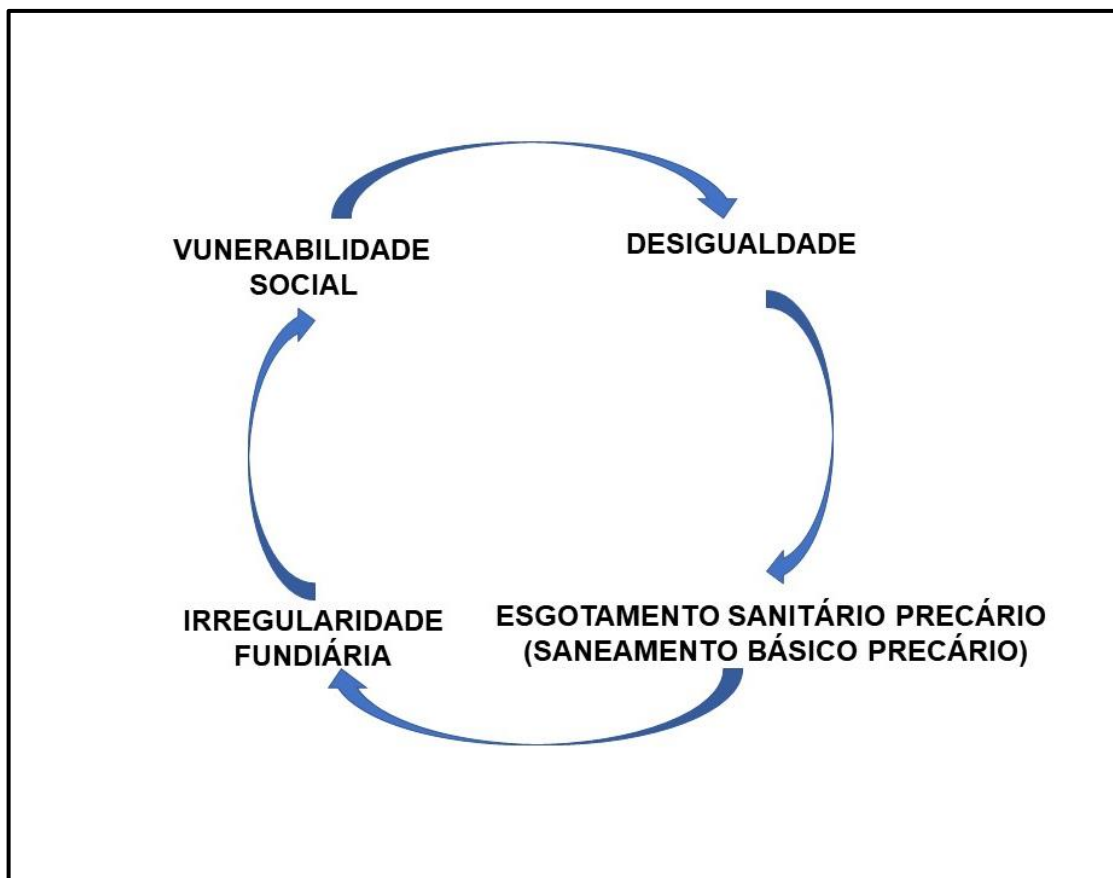 VUNERABILIDADE
SOCIAL
DESIGUALDADE
ESGOTAMENTO SANITÁRIO PRECÁRIO
(SANEAMENTO BÁSICO PRECÁRIO)
IRREGULARIDADE
FUNDIÁRIA